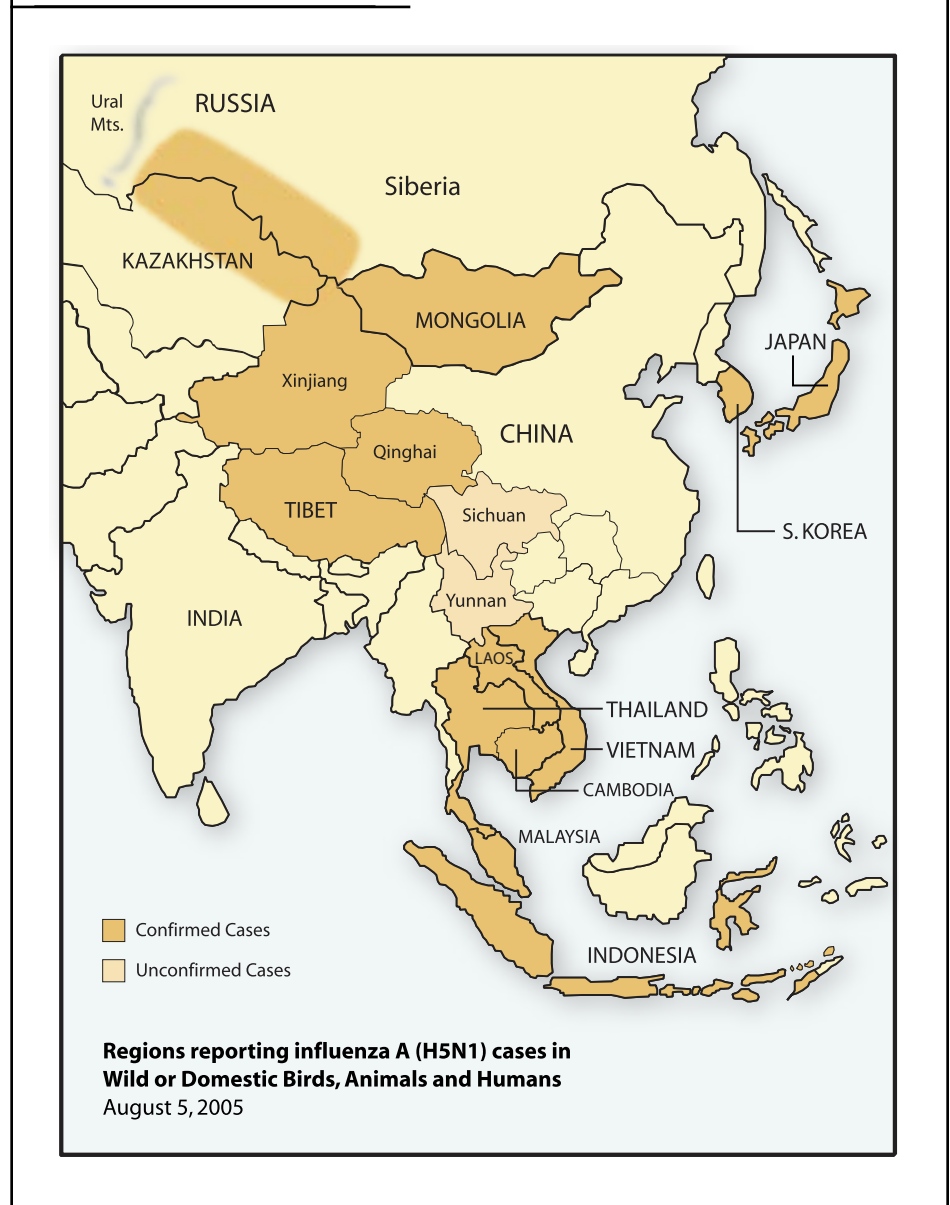 Ural
Mts.
RUSSIA
Siberia
KAZAKHSTAN
MONGOLIA
JAPAN
Xinjiang
CHINA
Qinghai
TIBET
Sichuan
S. KOREA
Yunnan
INDIA
LAOS
THAILAND
VIETNAM
CAMBODIA
MALAYSIA
Confirmed Cases
INDONESIA
Unconfirmed Cases
Regions reporting influenza A (H5N1) cases in
Wild or Domestic Birds, Animals and Humans
August 5, 2005